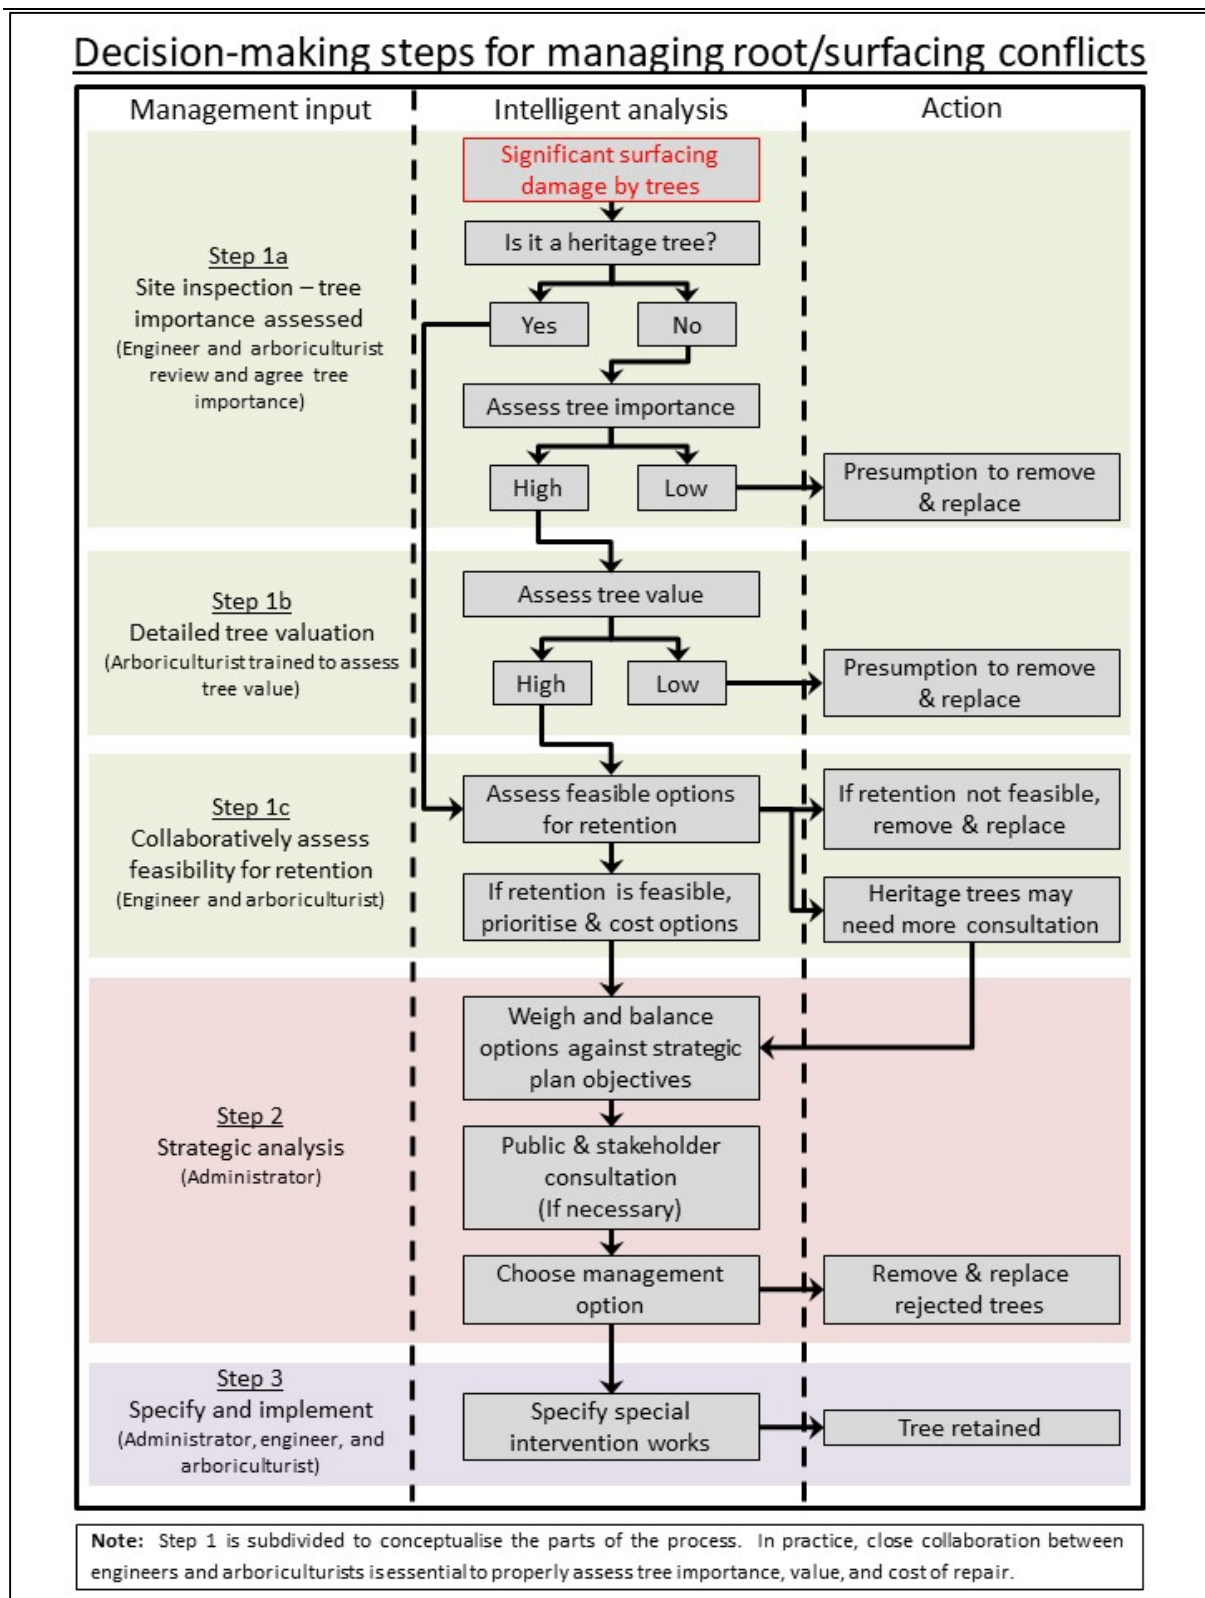 Decision-making steps for managing root/surfacing conflicts
Management input
Intelligent analysis
Action
Step 1a
Site inspection – tree
importance assessed
(Engineer and arboriculturist
review and agree tree
importance)
Significant surfacing
damage by trees
Is it a heritage tree?
Yes
No
Assess tree importance
High
Low
Presumption to remove
& replace
Step 1b
Detailed tree valuation
(Arboriculturist trained to assess
tree value)
Assess tree value
High
Low
Presumption to remove
& replace
Step 1c
Collaboratively assess
feasibility for retention
(Engineer and arboriculturist)
Assess feasible options
for retention
If retention is feasible,
prioritise & cost options
If retention not feasible,
remove & replace
Heritage trees may
need more consultation
Step 2
Strategic analysis
(Administrator)
Weigh and balance
options against strategic
plan objectives
Public & stakeholder
consultation
(If necessary)
Choose management
option
Remove & replace
rejected trees
Step 3
Specify and implement
(Administrator, engineer, and
arboriculturist)
Specify special
intervention works
Tree retained
Note: Step 1 is subdivided to conceptualise the parts of the process. In practice, close collaboration between
engineers and arboriculturists is essential to properly assess tree importance, value, and cost of repair.